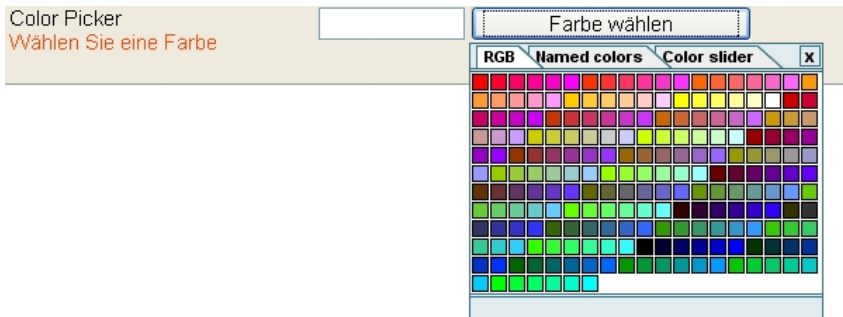 Color Picker
Farbe wählen
Wählen Sie eine Farbe
RGB Named colors Color slider x